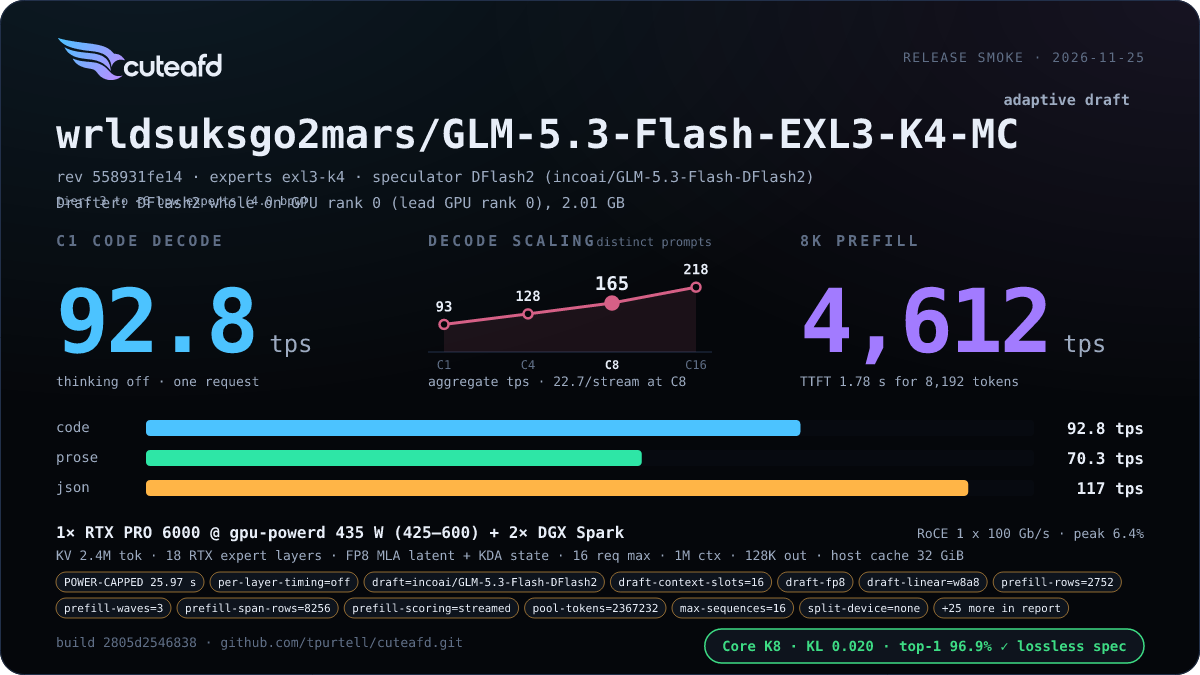 cuteafd
RELEASE SMOKE · 2026-11-25
adaptive draft
wrldsuksgo2mars/GLM-5.3-Flash-EXL3-K4-MC
rev 558931fe14 · experts exl3-k4 · speculator DFlash2 (incoai/GLM-5.3-Flash-DFlash2)
Drafter: DFlash2 whole on GPU rank 0 (lead GPU rank 0), 2.01 GB
C1 CODE DECODE
92.8 tps
thinking off · one request
DECODE SCALING distinct prompts
93 128 165 218
C1 C4 C8 C16
aggregate tps · 22.7/stream at C8
8K PREFILL
4,612 tps
TTFT 1.78 s for 8,192 tokens
code 92.8 tps
prose 70.3 tps
json 117 tps
1× RTX PRO 6000 @ gpu-powerd 435 W (425–600) + 2× DGX Spark
RoCE 1 x 100 Gb/s · peak 6.4%
KV 2.4M tok · 18 RTX expert layers · FP8 MLA latent + KDA state · 16 req max · 1M ctx · 128K out · host cache 32 GiB
POWER-CAPPED 25.97 s per-layer-timing=off draft=incoai/GLM-5.3-Flash-DFlash2 draft-context-slots=16 draft-fp8 draft-linear=w8a8 prefill-rows=2752
prefill-waves=3 prefill-span-rows=8256 prefill-scoring=streamed pool-tokens=2367232 max-sequences=16 split-device=none +25 more in report
build 2805d2546838 · github.com/tpurtell/cuteafd.git
Core K8 · KL 0.020 · top-1 96.9% ✓ lossless spec